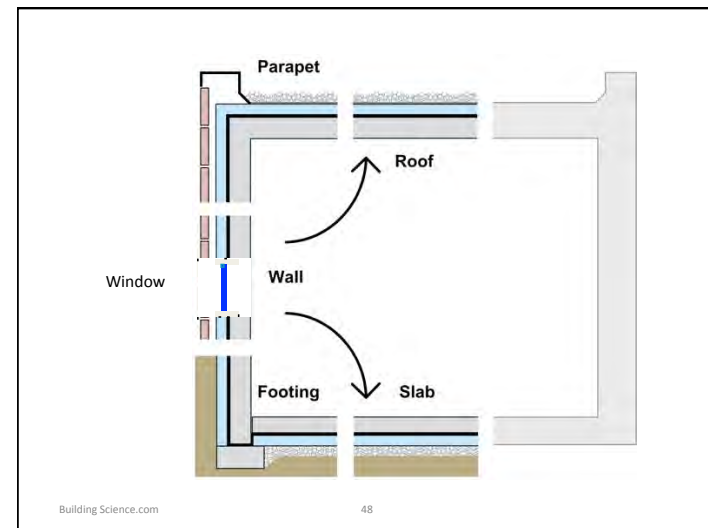 Parapet
Roof
Window
Wall
Footing
Slab
Building Science.com
48